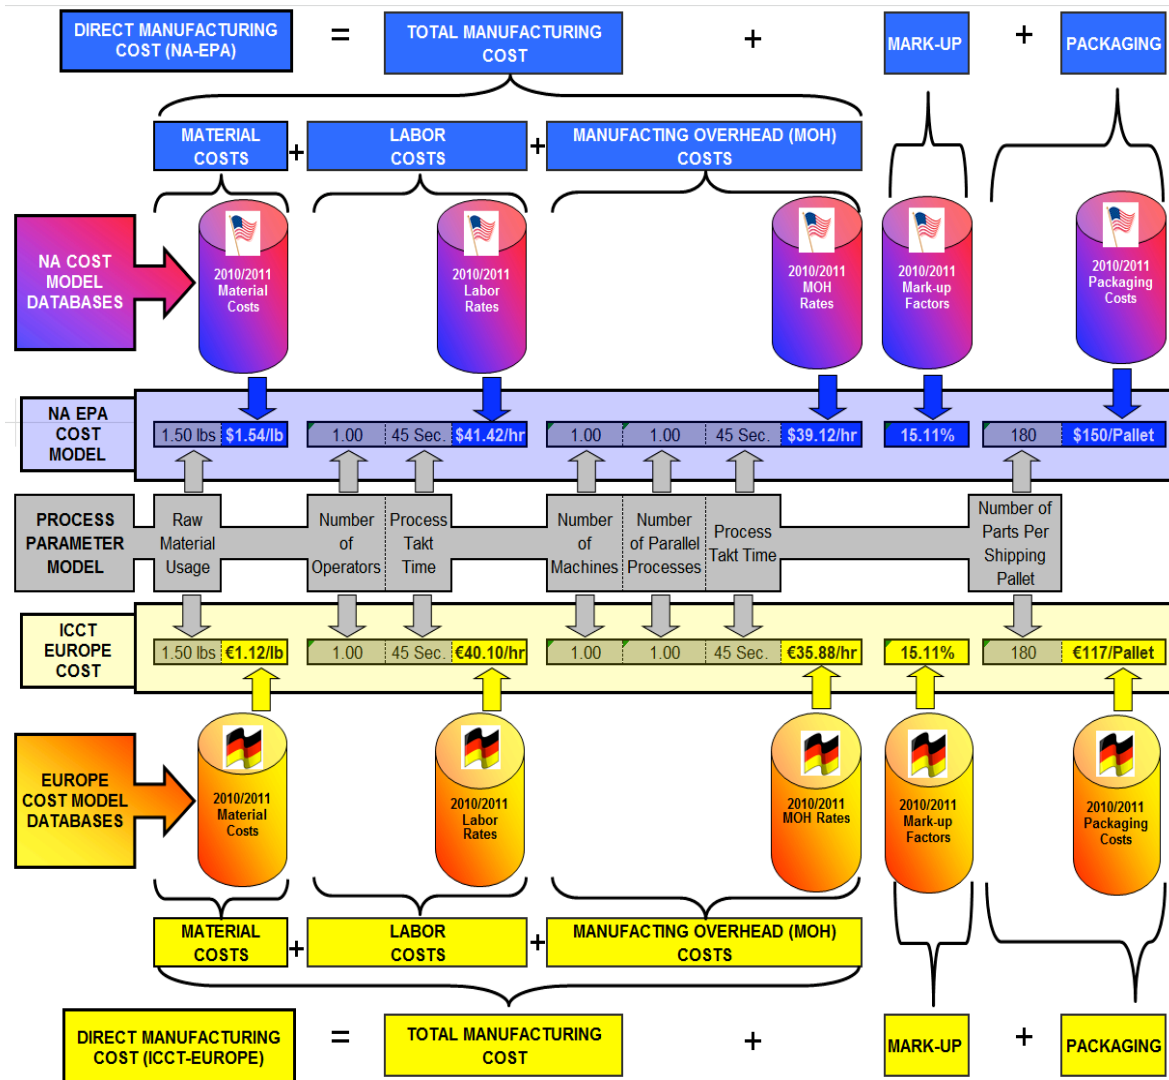 DIRECT MANUFACTURING
COST (NA-EPA)
=
TOTAL MANUFACTURING
COST
+
MARK-UP
+
PACKAGING
MATERIAL
COSTS
+
LABOR
COSTS
+
MANUFACTING OVERHEAD (MOH)
COSTS
NA COST
MODEL
DATABASES
2010/2011
Material
Costs
2010/2011
Labor
Rates
2010/2011
MOH
Rates
2010/2011
Mark-up
Factors
2010/2011
Packaging
Costs
NA EPA
COST
MODEL
1.50 lbs $1.54/lb
1.00 45 Sec. $41.42/hr
1.00 1.00 45 Sec. $39.12/hr
15.11%
180 $150/Pallet
PROCESS
PARAMETER
MODEL
Raw
Material
Usage
Number
of
Operators
Process
Takt
Time
Number
of
Machines
Number
of Parallel
Processes
Process
Takt Time
Number of
Parts Per
Shipping
Pallet
ICCT
EUROPE
COST
1.50 lbs €1.12/lb
1.00 45 Sec. €40.10/hr
1.00 1.00 45 Sec. €35.88/hr
15.11%
180 €117/Pallet
EUROPE
COST MODEL
DATABASES
2010/2011
Material
Costs
2010/2011
Labor
Rates
2010/2011
MOH Rates
2010/2011
Mark-up
Factors
2010/2011
Packaging
Costs
MATERIAL
COSTS
+
LABOR
COSTS
+
MANUFACTING OVERHEAD (MOH)
COSTS
DIRECT MANUFACTURING
COST (ICCT-EUROPE)
=
TOTAL MANUFACTURING
COST
+
MARK-UP
+
PACKAGING